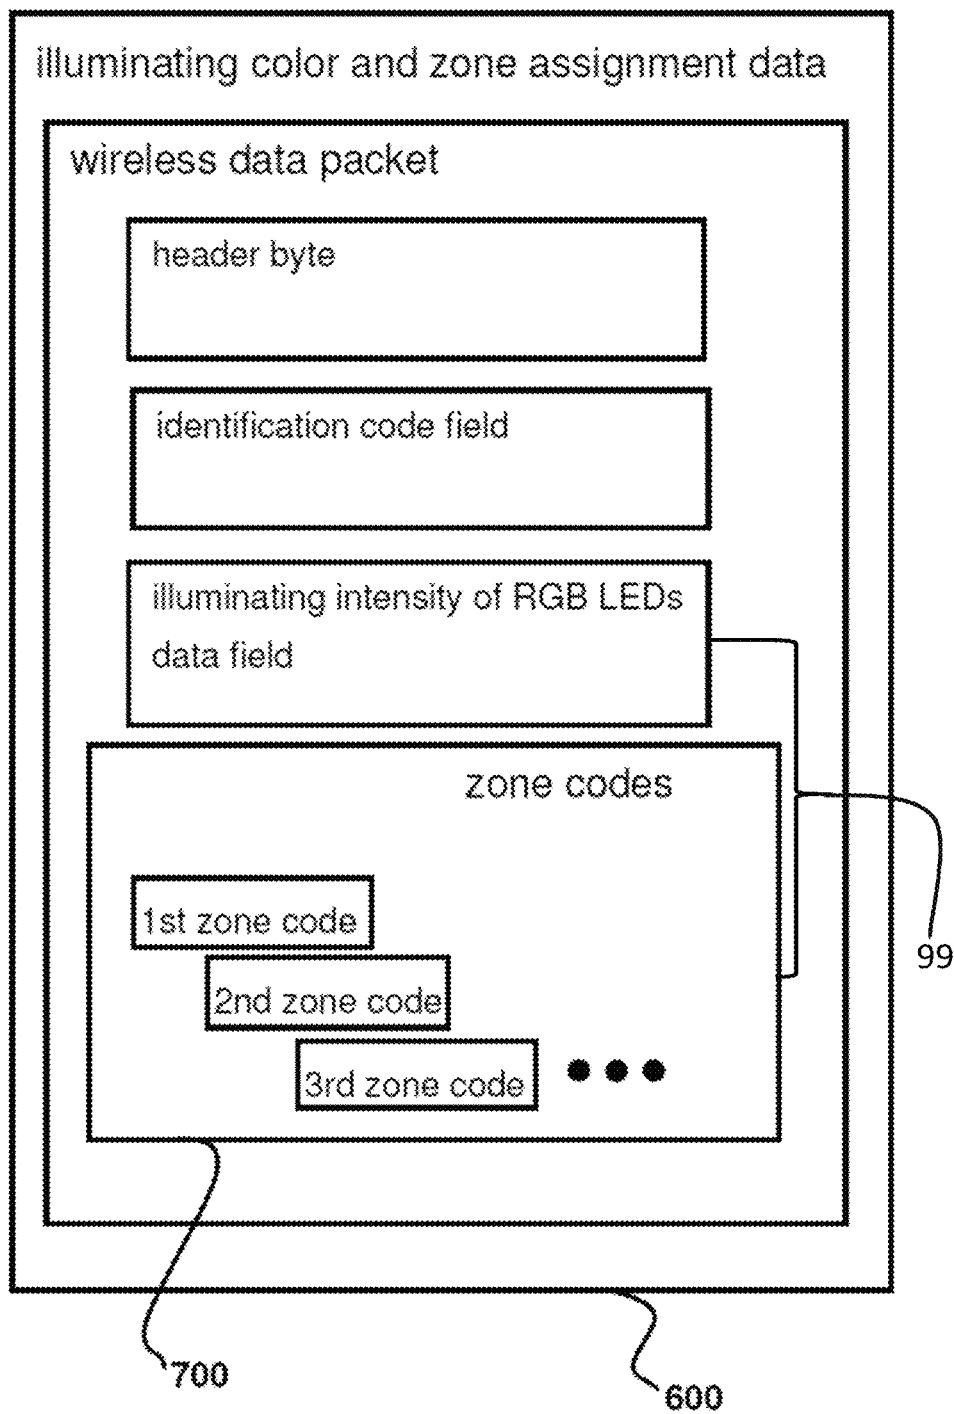 illuminating color and zone assignment data
wireless data packet
header byte
identification code field
illuminating intensity of RGB LEDs
data field
zone codes
1st zone code
99
2nd zone code
3rd zone code
700
600